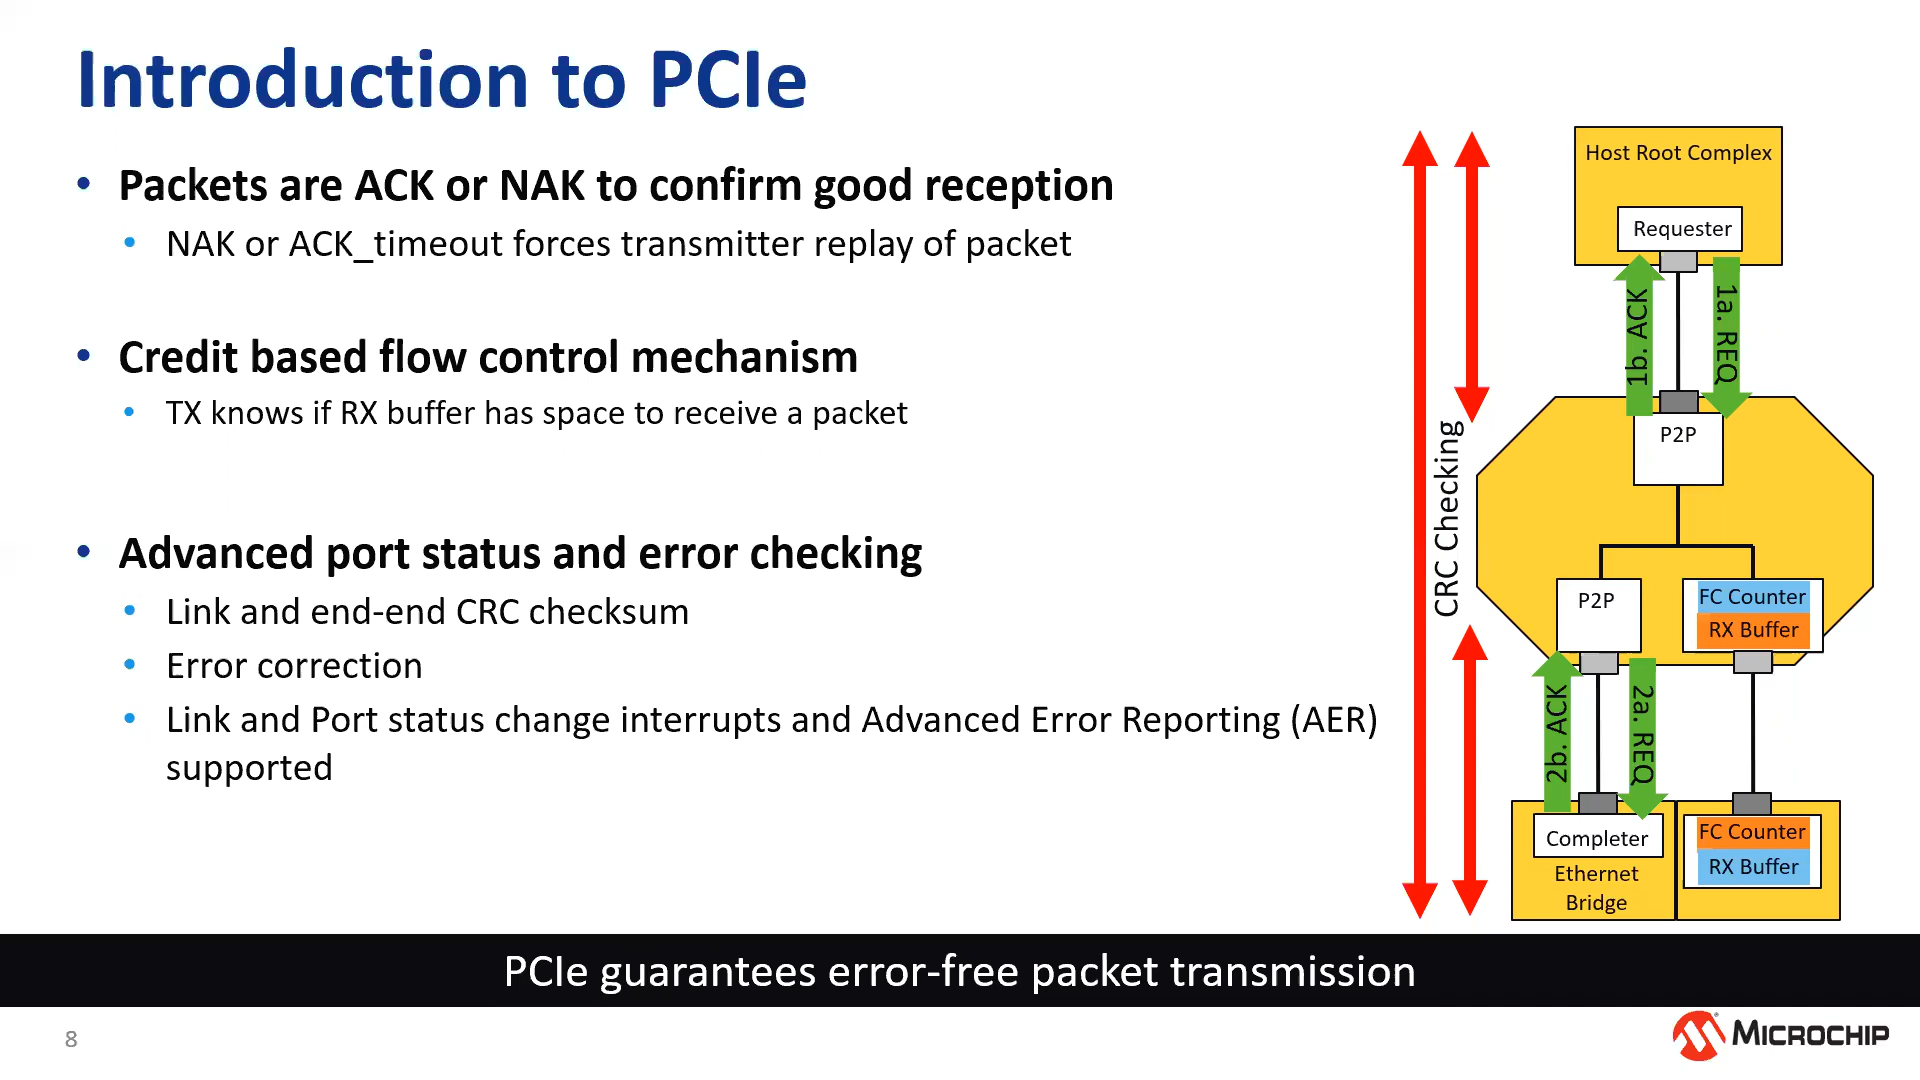 Introduction to PCIe
• Packets are ACK or NAK to confirm good reception
• NAK or ACK_timeout forces transmitter replay of packet
• Credit based flow control mechanism
• TX knows if RX buffer has space to receive a packet
• Advanced port status and error checking
• Link and end-end CRC checksum
• Error correction
• Link and Port status change interrupts and Advanced Error Reporting (AER)
supported
CRC Checking
Host Root Complex
Requester
1b. ACK
1a. REQ
P2P
P2P
FC Counter
RX Buffer
2b. ACK
2a. REQ
Completer
Ethernet
Bridge
FC Counter
RX Buffer
PCIe guarantees error-free packet transmission
8
MICROCHIP